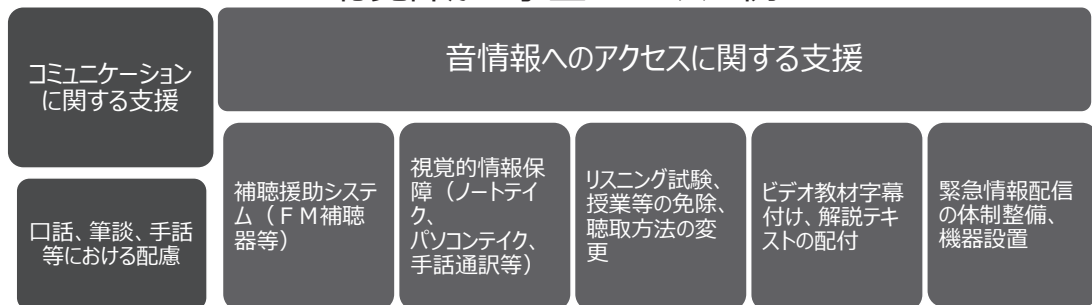 コミュニケーション
に関する支援
音情報へのアクセスに関する支援
口話、筆談、手話
等における配慮
補聴援助システ
ム（ＦＭ補聴
器等）
視覚的情報保
障（ノートテイ
ク、
パソコンテイク、
手話通訳等）
リスニング試験、
授業等の免除、
聴取方法の変
更
ビデオ教材字幕
付け、解説テキ
ストの配付
緊急情報配信
の体制整備、
機器設置